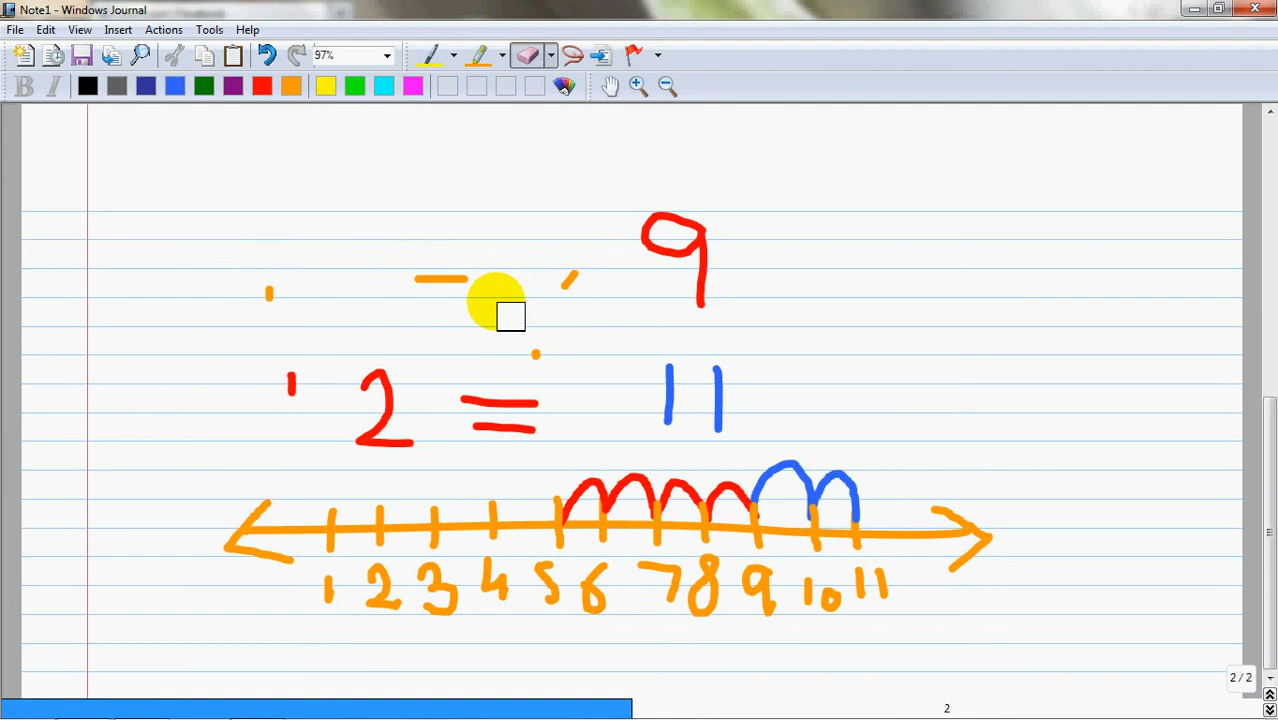 Note1 - Windows Journal
File Edit View Insert Actions Tools Help
97%
B I
9
2 = 11
1 2 3 4 5 6 7 8 9 10 11
2 / 2
2